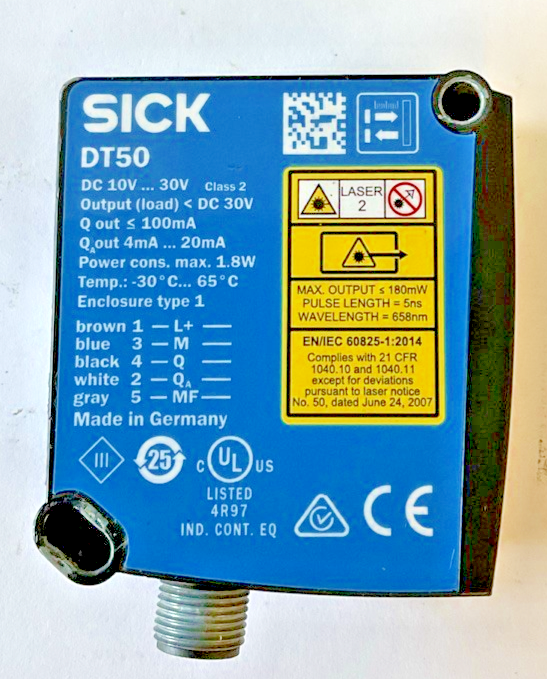 SICK
DT50
DC 10V ... 30V Class 2
Output (load) < DC 30V
Q out ≤ 100mA
QAout 4mA ... 20mA
Power cons. max. 1.8W
Temp.: -30°C... 65°C
Enclosure type 1
brown 1 — L+ —
blue 3 — M —
black 4 — Q —
white 2 — QA —
gray 5 — MF —
Made in Germany
III
25
C UL US
LISTED
4R97
IND. CONT. EQ
CE
LASER
2
MAX. OUTPUT ≤ 180mW
PULSE LENGTH = 5ns
WAVELENGTH = 658nm
EN/IEC 60825-1:2014
Complies with 21 CFR
1040.10 and 1040.11
except for deviations
pursuant to laser notice
No. 50, dated June 24, 2007